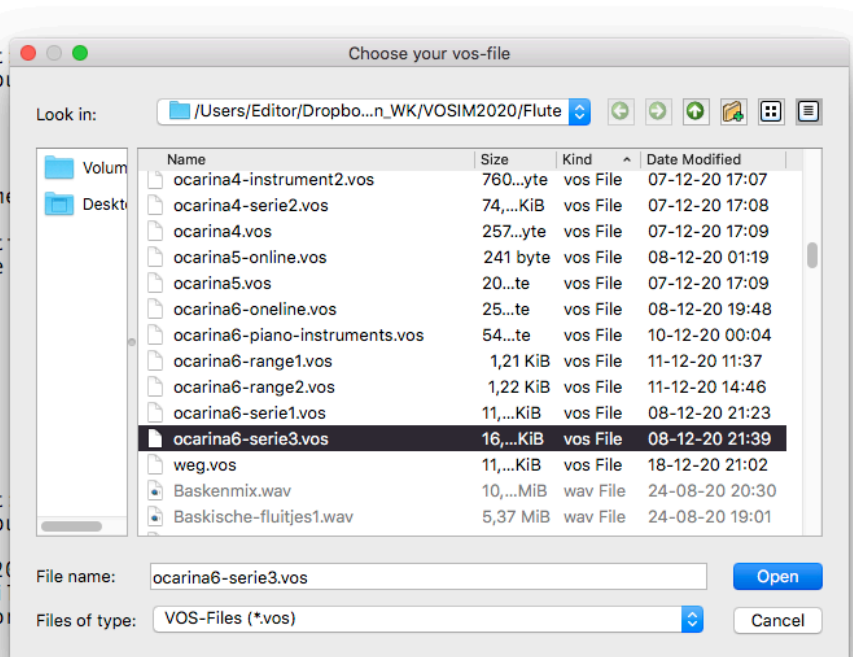 Choose your vos-file
Look in: /Users/Editor/Dropbo...n_WK/VOSIM2020/Flute
Volum
Deskt
Name Size Kind Date Modified
ocarina4-instrument2.vos 760...yte vos File 07-12-20 17:07
ocarina4-serie2.vos 74,...KiB vos File 07-12-20 17:08
ocarina4.vos 257...yte vos File 07-12-20 17:09
ocarina5-online.vos 241 byte vos File 08-12-20 01:19
ocarina5.vos 20...te vos File 07-12-20 17:09
ocarina6-oneline.vos 25...te vos File 08-12-20 19:48
ocarina6-piano-instruments.vos 54...te vos File 10-12-20 00:04
ocarina6-range1.vos 1,21 KiB vos File 11-12-20 11:37
ocarina6-range2.vos 1,22 KiB vos File 11-12-20 14:46
ocarina6-serie1.vos 11,...KiB vos File 08-12-20 21:23
ocarina6-serie3.vos 16,...KiB vos File 08-12-20 21:39
weg.vos 11,...KiB vos File 18-12-20 21:02
Baskenmix.wav 10,...MiB wav File 24-08-20 20:30
Baskische-fluitjes1.wav 5,37 MiB wav File 24-08-20 19:01
File name: ocarina6-serie3.vos Open
Files of type: VOS-Files (*.vos) Cancel